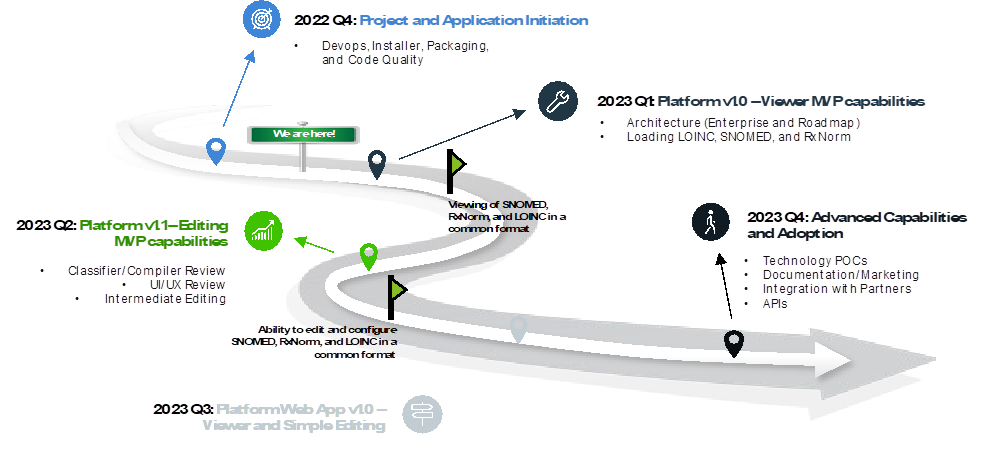 2022 Q4: Project and Application Initiation
• Devops, Installer, Packaging,
and Code Quality
2023 Q1: Platform v1.0 – Viewer MVP capabilities
• Architecture (Enterprise and Roadmap)
• Loading LOINC, SNOMED, and RxNorm
We are here!
Viewing of SNOMED,
RxNorm, and LOINC in a
common format
2023 Q2: Platform v1.1 – Editing
MVP capabilities
• Classifier/Compiler Review
• UI/UX Review
• Intermediate Editing
2023 Q4: Advanced Capabilities
and Adoption
• Technology POCs
• Documentation/Marketing
• Integration with Partners
• APIs
Ability to edit and configure
SNOMED, RxNorm, and LOINC in a
common format
2023 Q3: Platform Web App v1.0 –
Viewer and Simple Editing